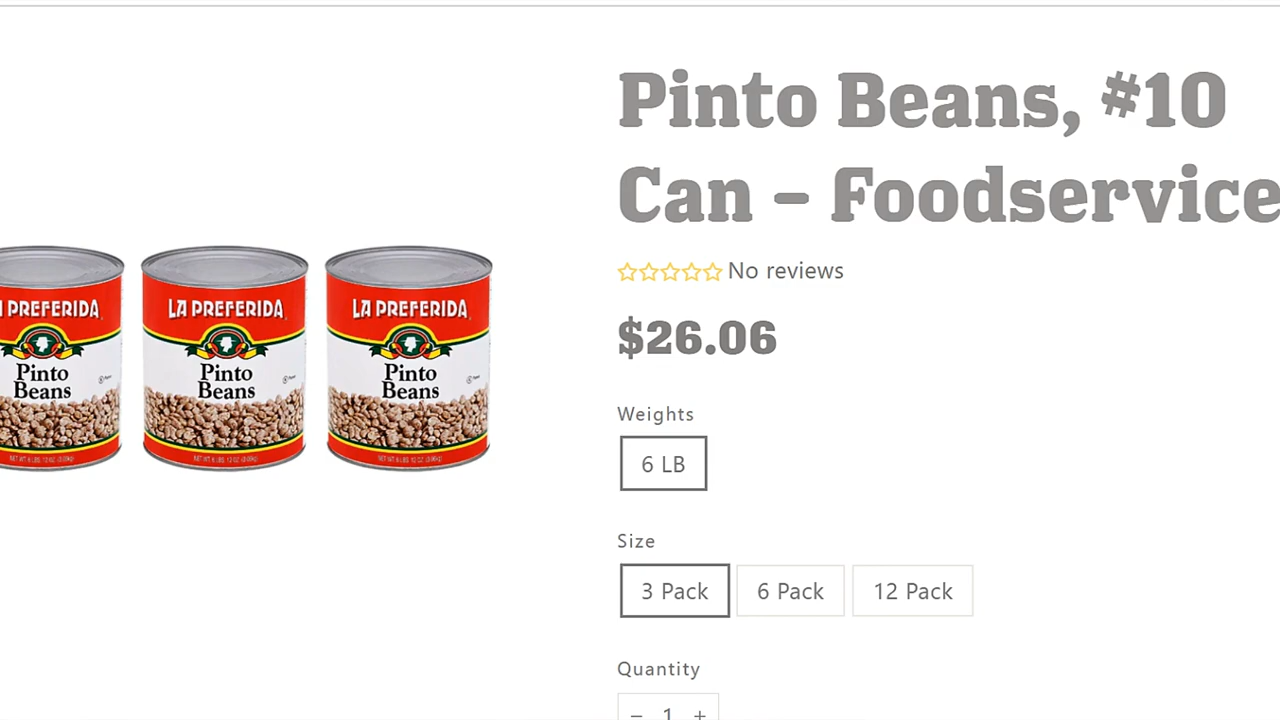 Pinto Beans, #10
Can – Foodservice
No reviews
$26.06
Weights
6 LB
Size
3 Pack 6 Pack 12 Pack
Quantity
− 1 +
PREFERIDA
Pinto
Beans
LA PREFERIDA
Pinto
Beans
LA PREFERIDA
Pinto
Beans